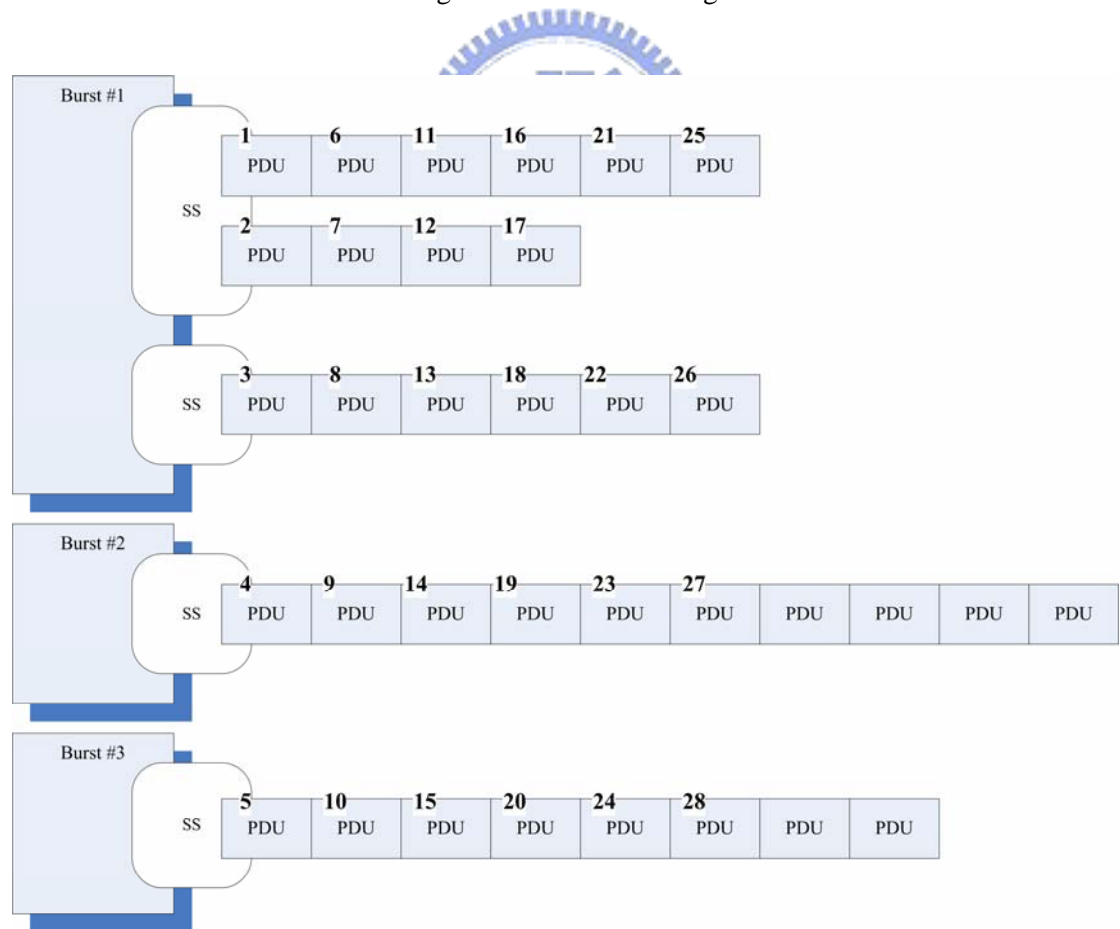 Burst #1
1 6 11 16 21 25
PDU PDU PDU PDU PDU PDU
SS
2 7 12 17
PDU PDU PDU PDU
3 8 13 18 22 26
SS PDU PDU PDU PDU PDU PDU
Burst #2
4 9 14 19 23 27
SS PDU PDU PDU PDU PDU PDU PDU PDU PDU PDU
Burst #3
5 10 15 20 24 28
SS PDU PDU PDU PDU PDU PDU PDU PDU